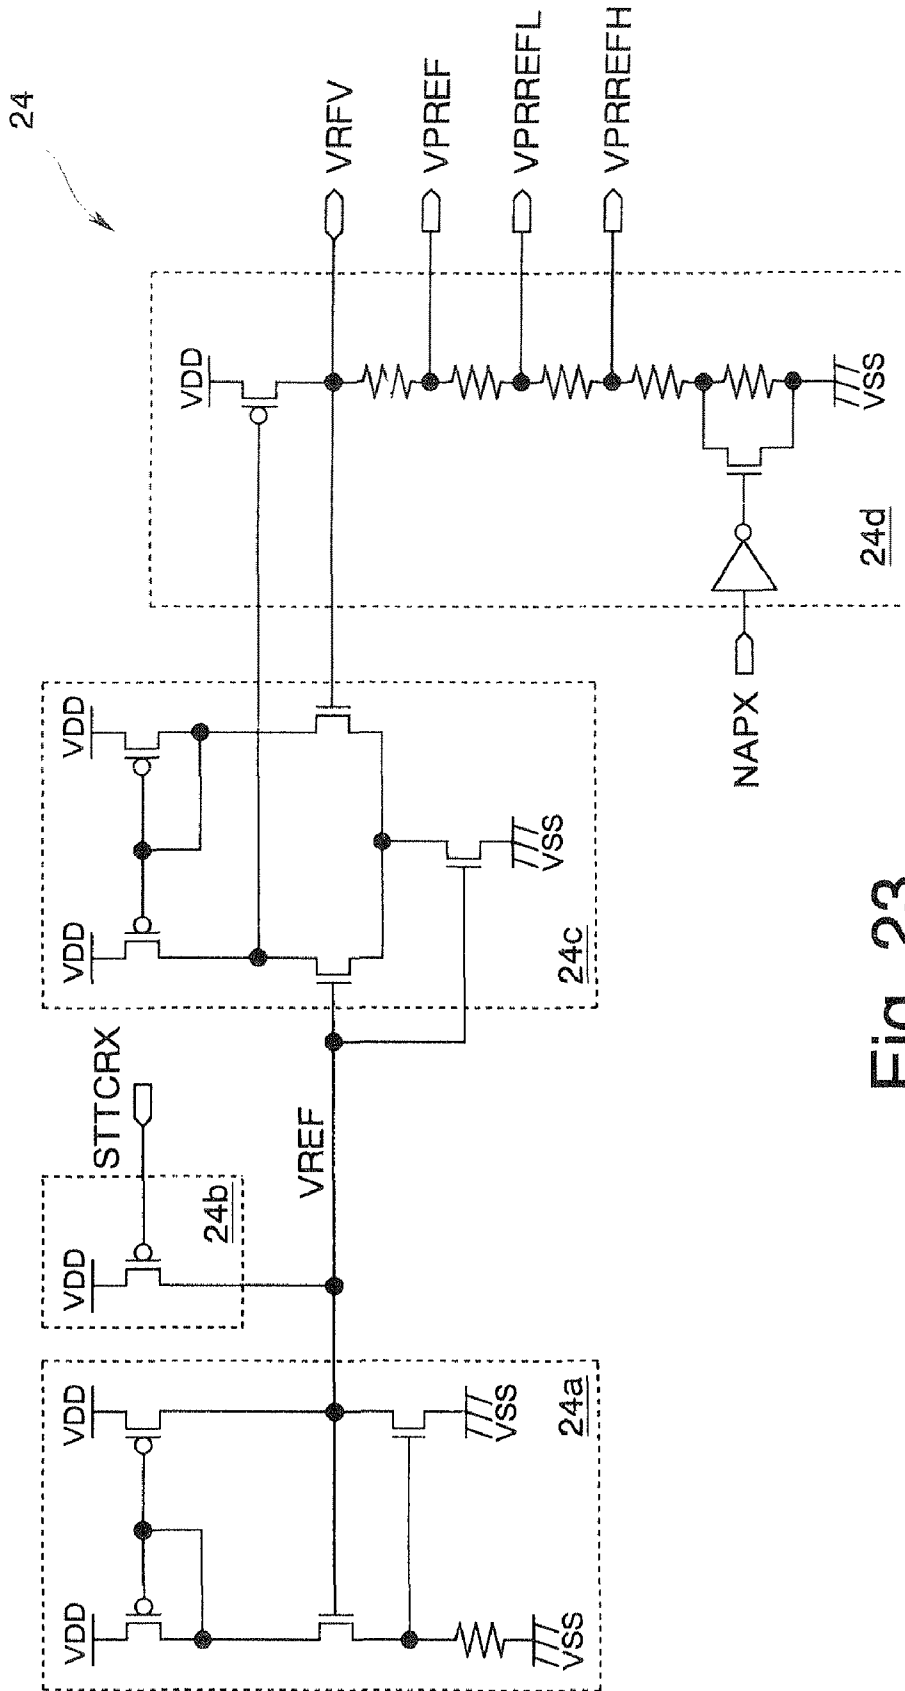 24
VDD
VDD
24a
VSS
VSS
VDD
24b
STTCRX
VREF
VDD
VDD
24c
VSS
VDD
VRFV
VPREF
VPRREFL
VPRREFH
NAPX
24d
VSS
Fig. 23